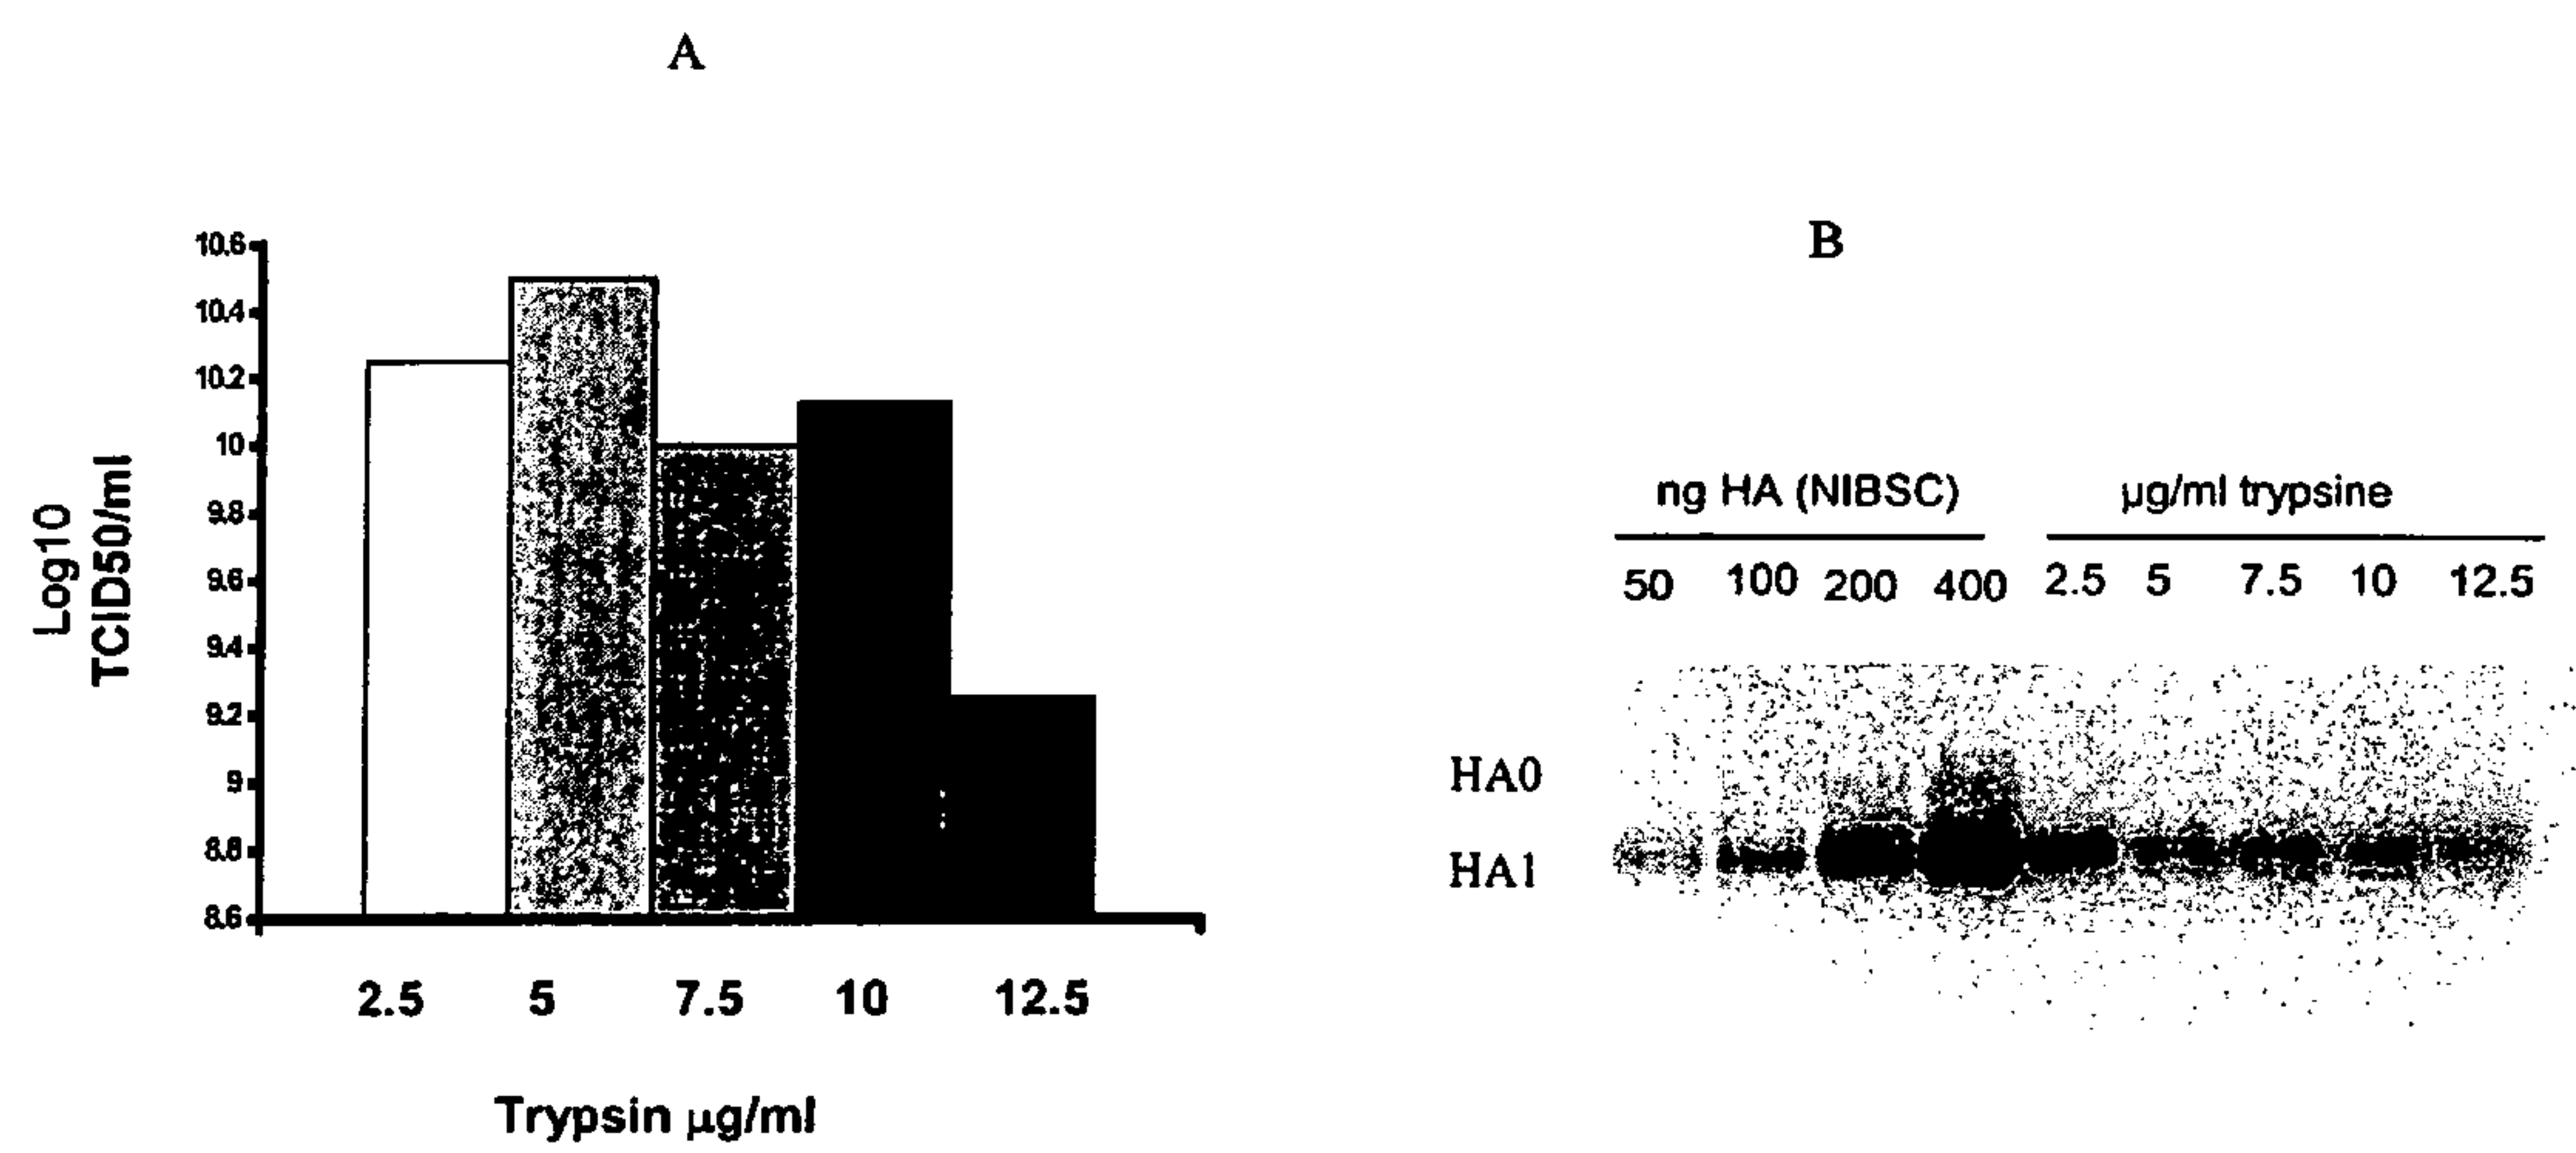 A
10.6
10.4
10.2
10
9.8
9.6
9.4
9.2
9
8.8
8.6
Log10
TCID50/ml
2.5 5 7.5 10 12.5
Trypsin µg/ml
B
ng HA (NIBSC) µg/ml trypsine
50 100 200 400 2.5 5 7.5 10 12.5
HA0
HA1